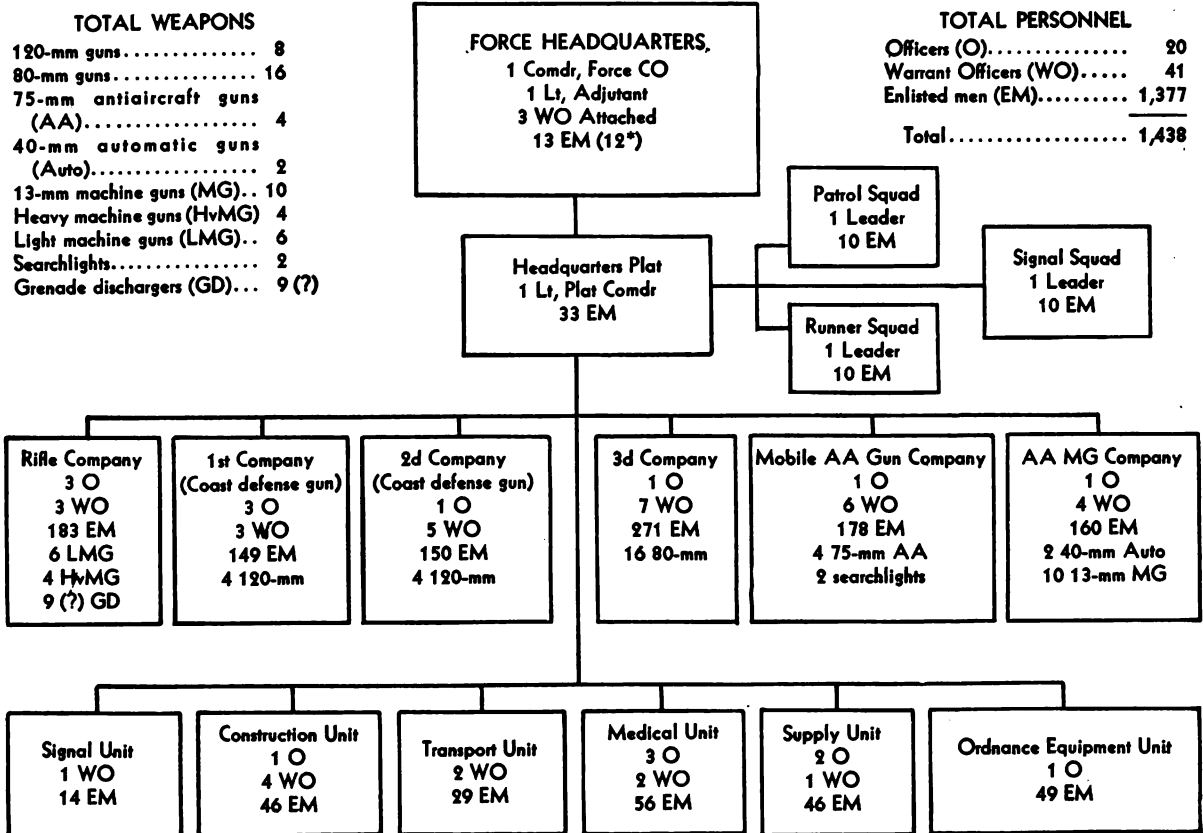 TOTAL WEAPONS
120-mm guns.............. 8
80-mm guns............... 16
75-mm antiaircraft guns
(AA).................. 4
40-mm automatic guns
(Auto)................. 2
13-mm machine guns (MG).. 10
Heavy machine guns (HvMG) 4
Light machine guns (LMG).. 6
Searchlights................ 2
Grenade dischargers (GD)... 9 (?)
FORCE HEADQUARTERS,
1 Comdr, Force CO
1 Lt, Adjutant
3 WO Attached
13 EM (12*)
TOTAL PERSONNEL
Officers (O)................. 20
Warrant Officers (WO)..... 41
Enlisted men (EM).......... 1,377
Total................... 1,438
Headquarters Plat
1 Lt, Plat Comdr
33 EM
Patrol Squad
1 Leader
10 EM
Signal Squad
1 Leader
10 EM
Runner Squad
1 Leader
10 EM
Rifle Company
3 O
3 WO
183 EM
6 LMG
4 HvMG
9 (?) GD
1st Company
(Coast defense gun)
3 O
3 WO
149 EM
4 120-mm
2d Company
(Coast defense gun)
1 O
5 WO
150 EM
4 120-mm
3d Company
1 O
7 WO
271 EM
16 80-mm
Mobile AA Gun Company
1 O
6 WO
178 EM
4 75-mm AA
2 searchlights
AA MG Company
1 O
4 WO
160 EM
2 40-mm Auto
10 13-mm MG
Signal Unit
1 WO
14 EM
Construction Unit
1 O
4 WO
46 EM
Transport Unit
2 WO
29 EM
Medical Unit
3 O
2 WO
56 EM
Supply Unit
2 O
1 WO
46 EM
Ordnance Equipment Unit
1 O
49 EM